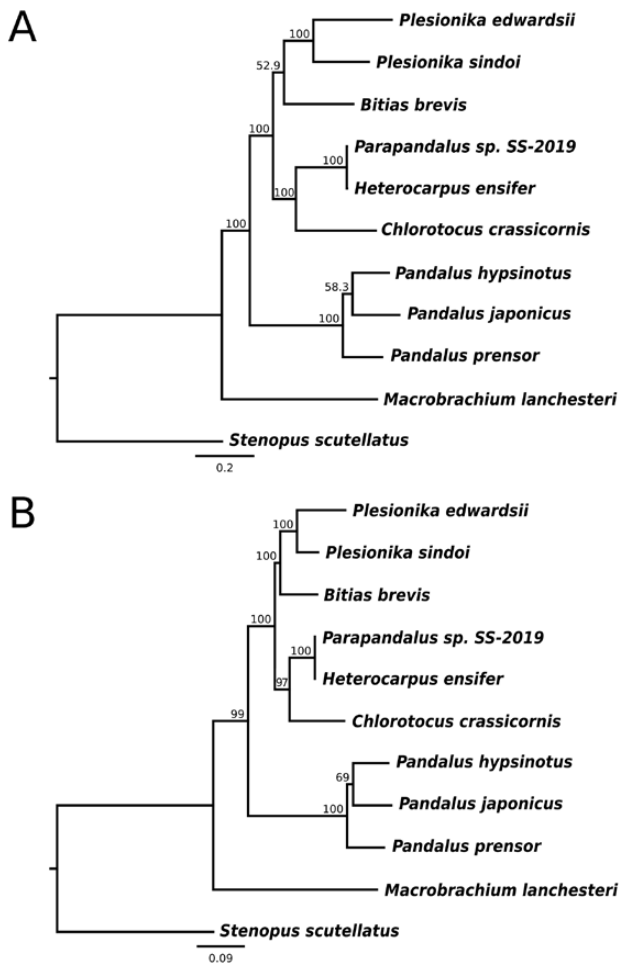 A
Plesionika edwardsii
100
Plesionika sindoi
52.9
Bitias brevis
100
Parapandalus sp. SS-2019
100
Heterocarpus ensifer
100
100
Chlorotocus crassicornis
Pandalus hypsinotus
58.3
Pandalus japonicus
100
Pandalus prensor
Macrobrachium lanchesteri
Stenopus scutellatus
0.2
B
Plesionika edwardsii
100
Plesionika sindoi
100
Bitias brevis
100
Parapandalus sp. SS-2019
100
Heterocarpus ensifer
97
99
Chlorotocus crassicornis
Pandalus hypsinotus
69
Pandalus japonicus
100
Pandalus prensor
Macrobrachium lanchesteri
Stenopus scutellatus
0.09